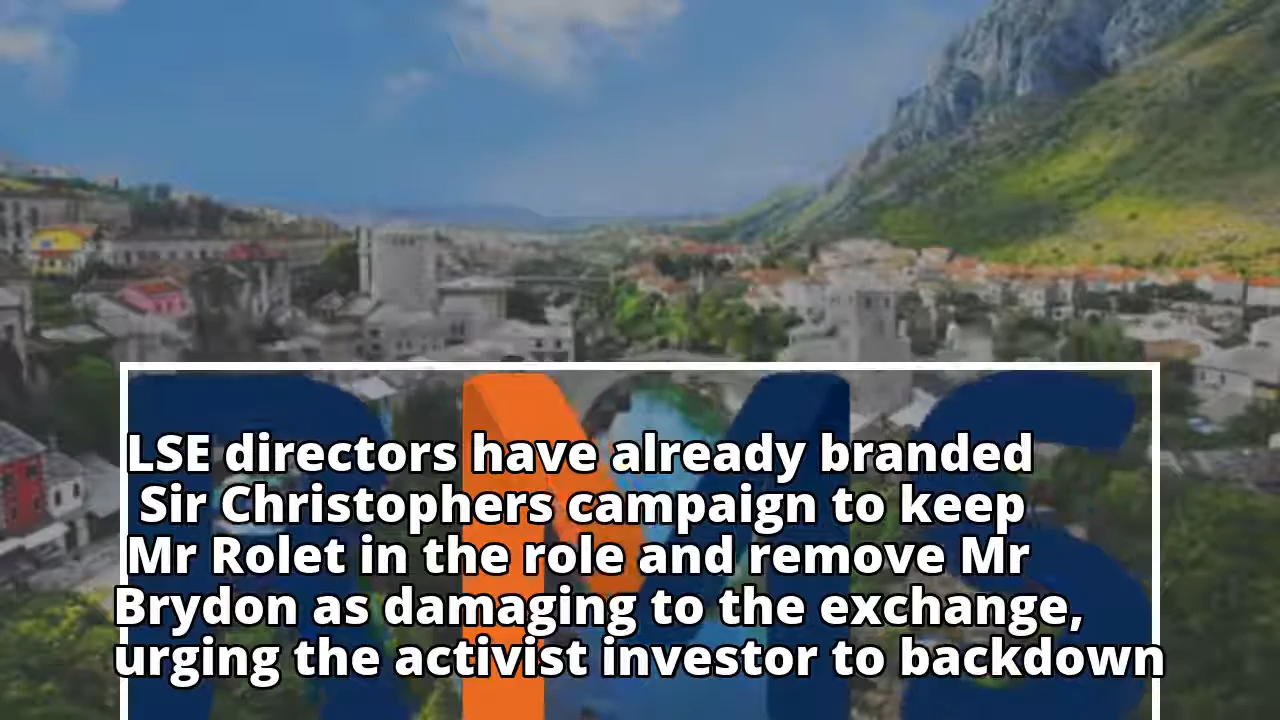 RMS
LSE directors have already branded
Sir Christophers campaign to keep
Mr Rolet in the role and remove Mr
Brydon as damaging to the exchange,
urging the activist investor to backdown